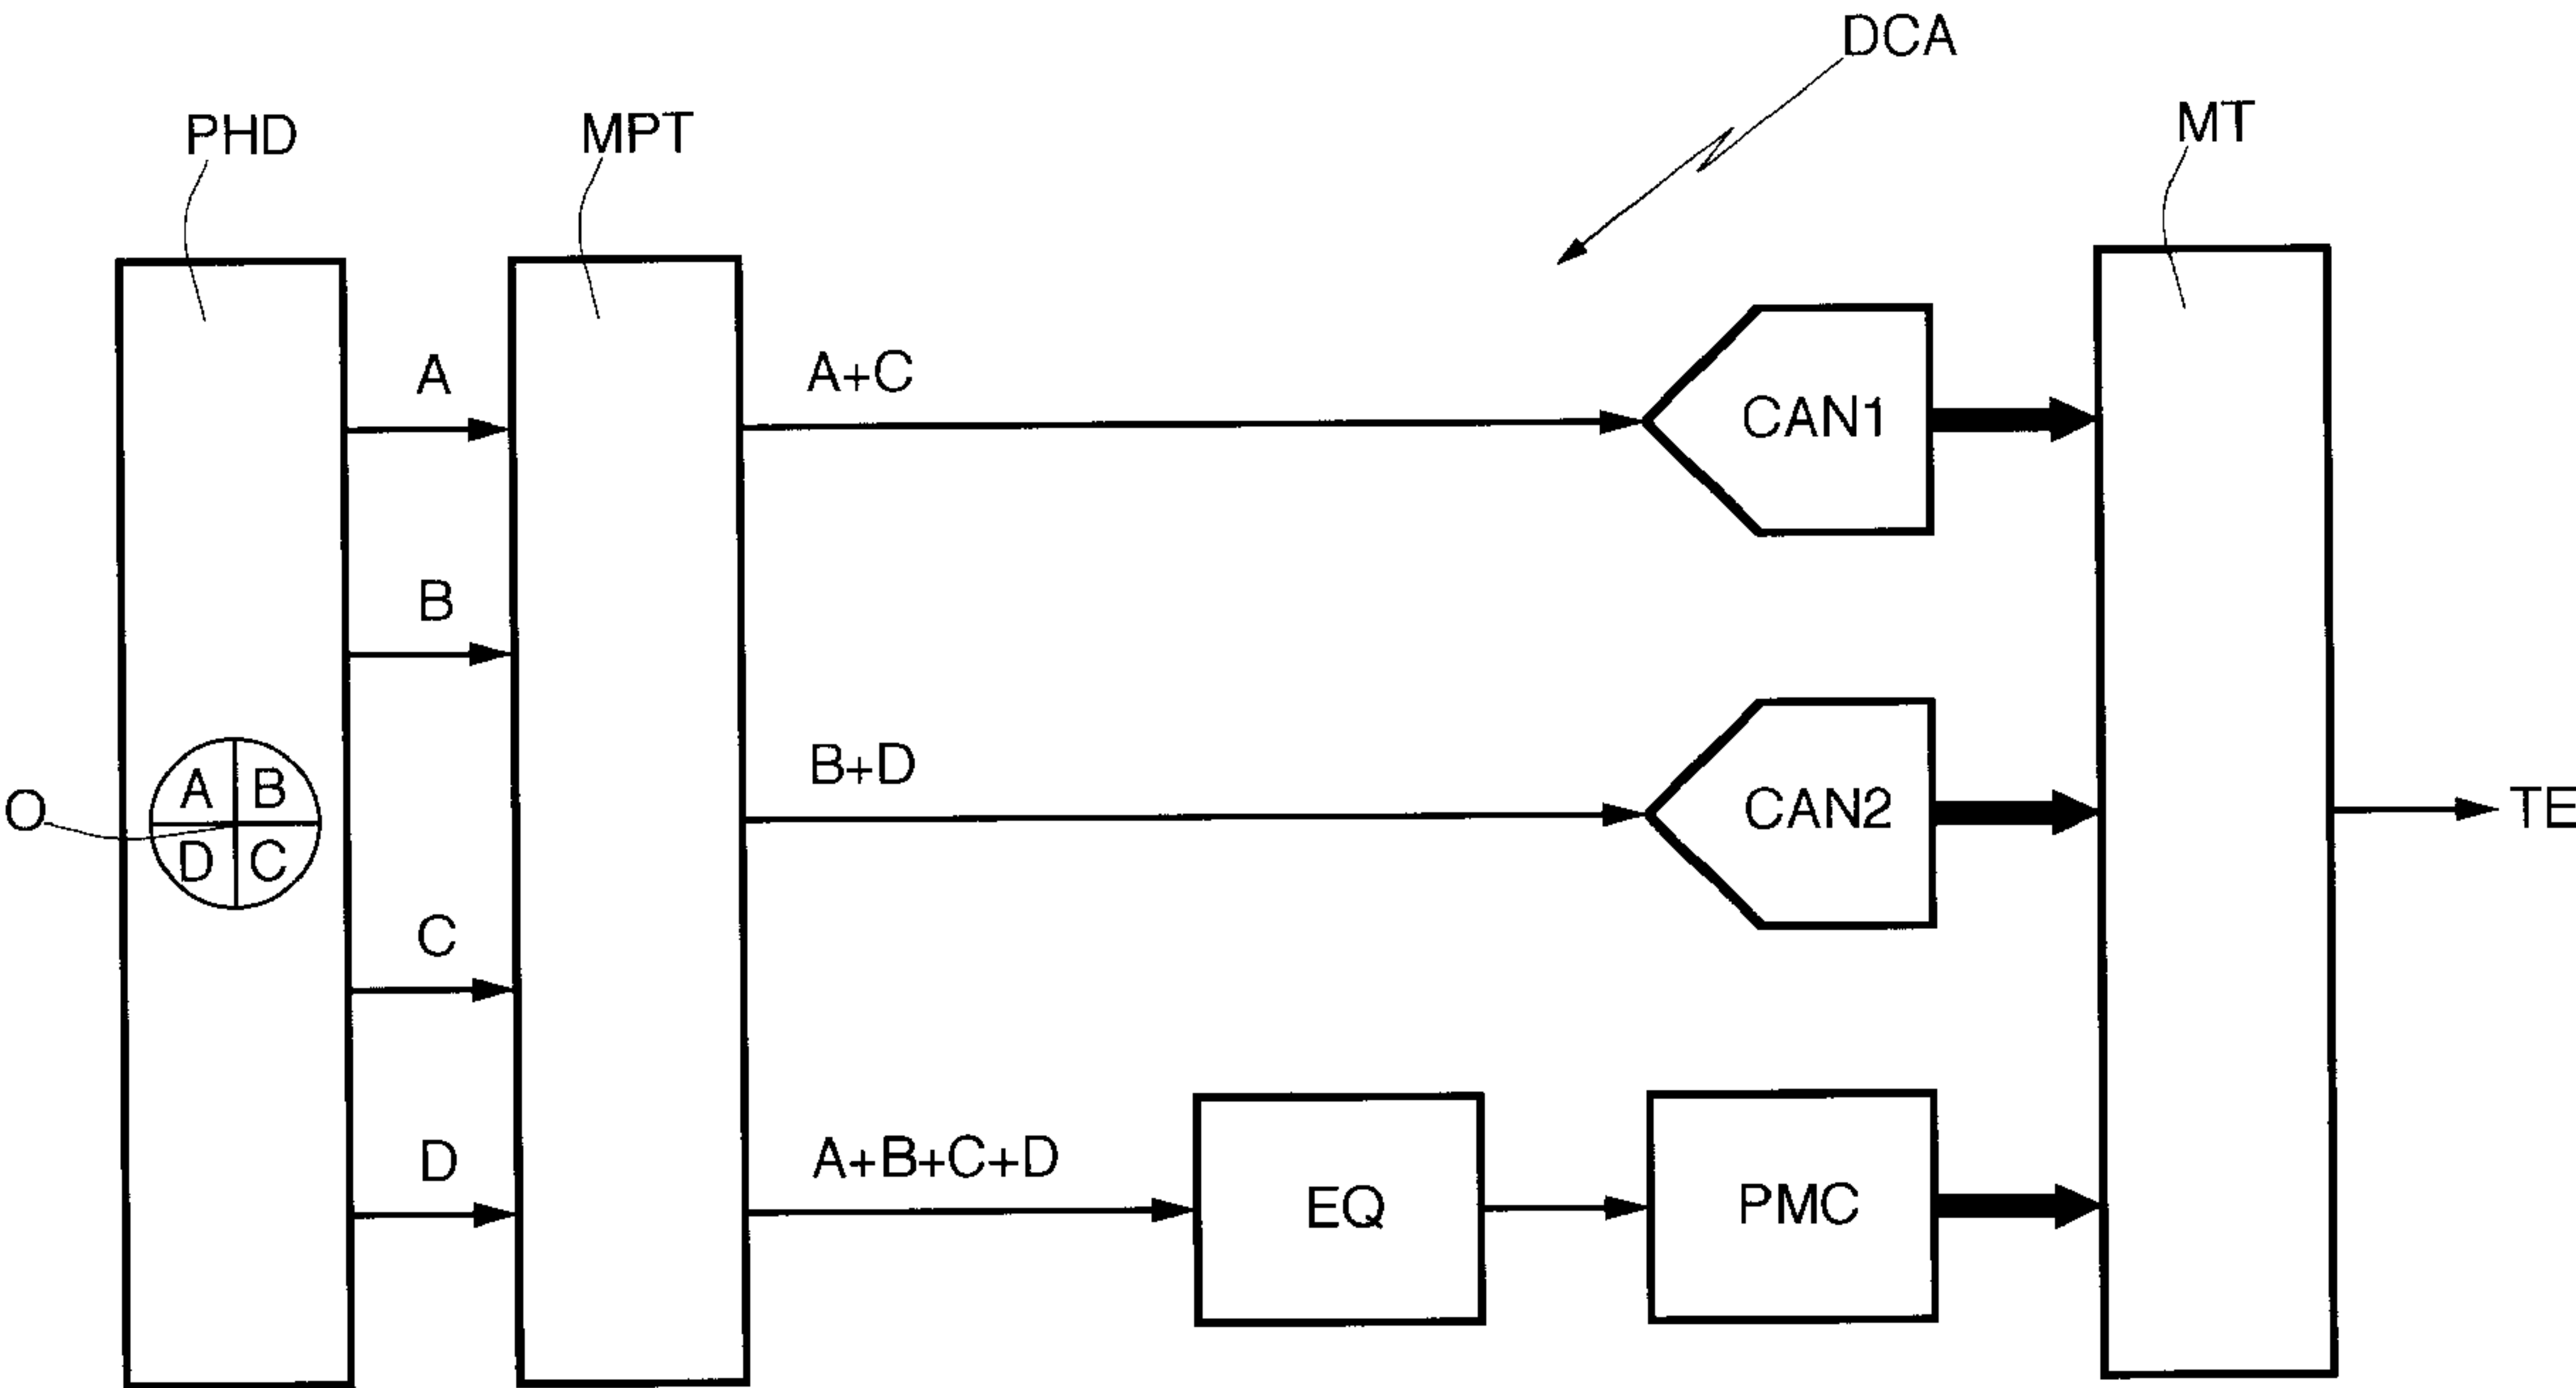 DCA
PHD
MPT
MT
A
A+C
CAN1
B
A B
D C
O
B+D
CAN2
TE
C
D
A+B+C+D
EQ
PMC